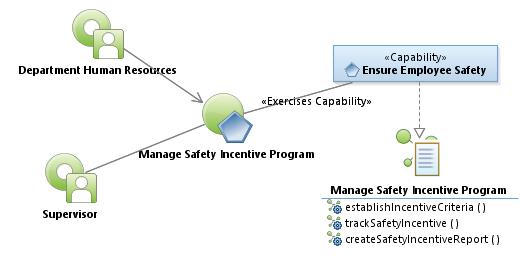 Department Human Resources
«Capability»
Ensure Employee Safety
«Exercises Capability»
Manage Safety Incentive Program
Supervisor
Manage Safety Incentive Program
establishIncentiveCriteria ( )
trackSafetyIncentive ( )
createSafetyIncentiveReport ( )